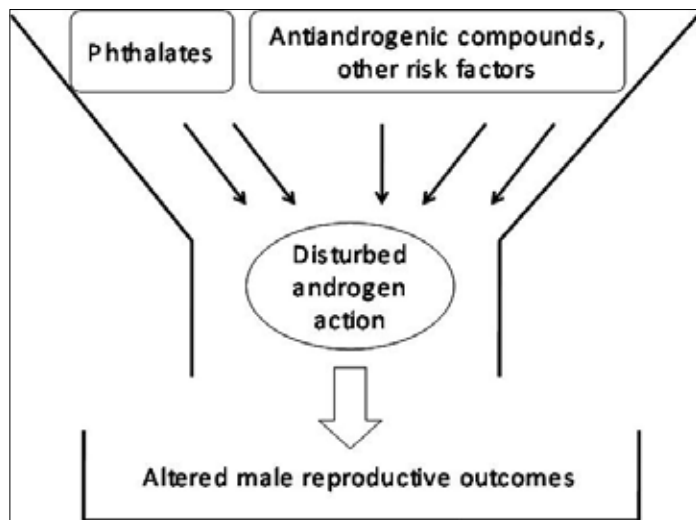 Phthalates
Antiandrogenic compounds,
other risk factors
Disturbed
androgen
action
Altered male reproductive outcomes